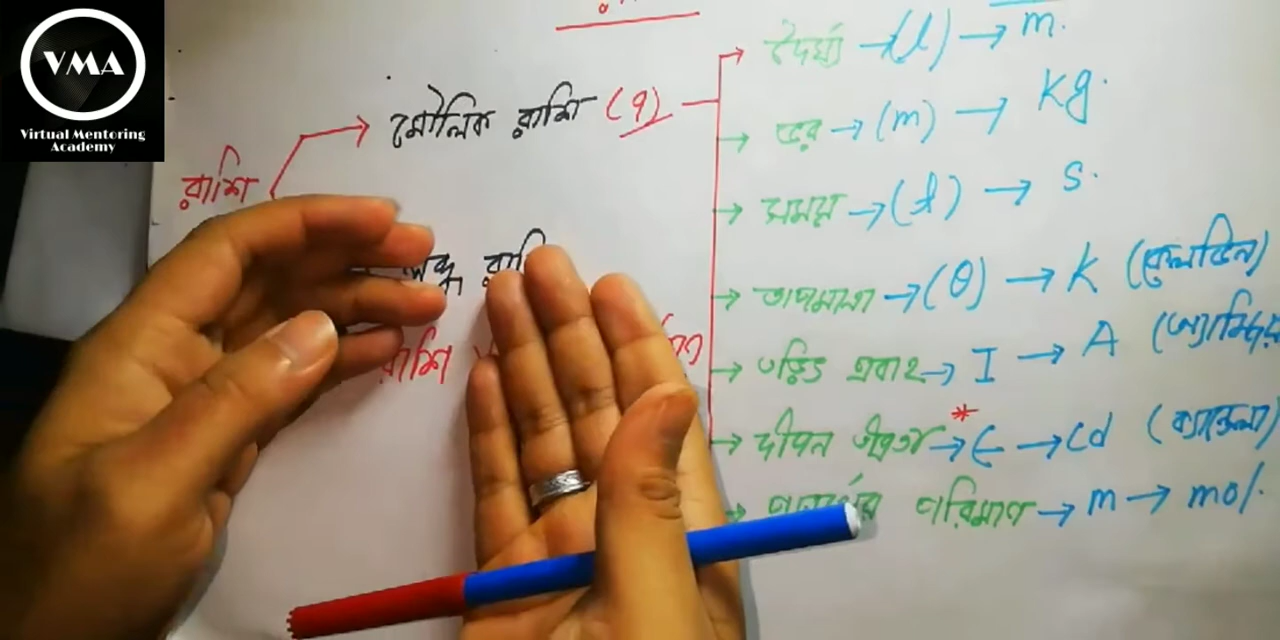 VMA
Virtual Mentoring
Academy
রাশি
মৌলিক রাশি (৭)
রাশি
দৈর্ঘ্য → (l) → m.
ভর → (m) → kg.
সময় → (t) → s.
তাপমাত্রা → (θ) → K (কেলভিন)
তড়িৎ প্রবাহ → I → A (অ্যাম্পিয়ার
দীপন তীব্রতা → * → cd (ক্যান্ডেলা)
পরিমাণ → m → mol.